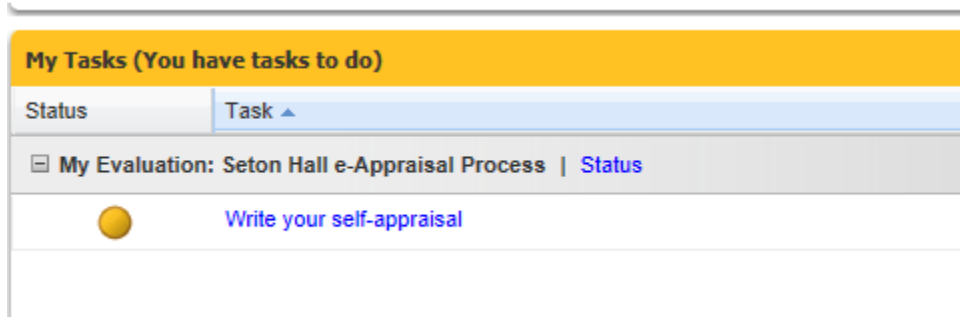 My Tasks (You have tasks to do)
Status Task
My Evaluation: Seton Hall e-Appraisal Process | Status
Write your self-appraisal